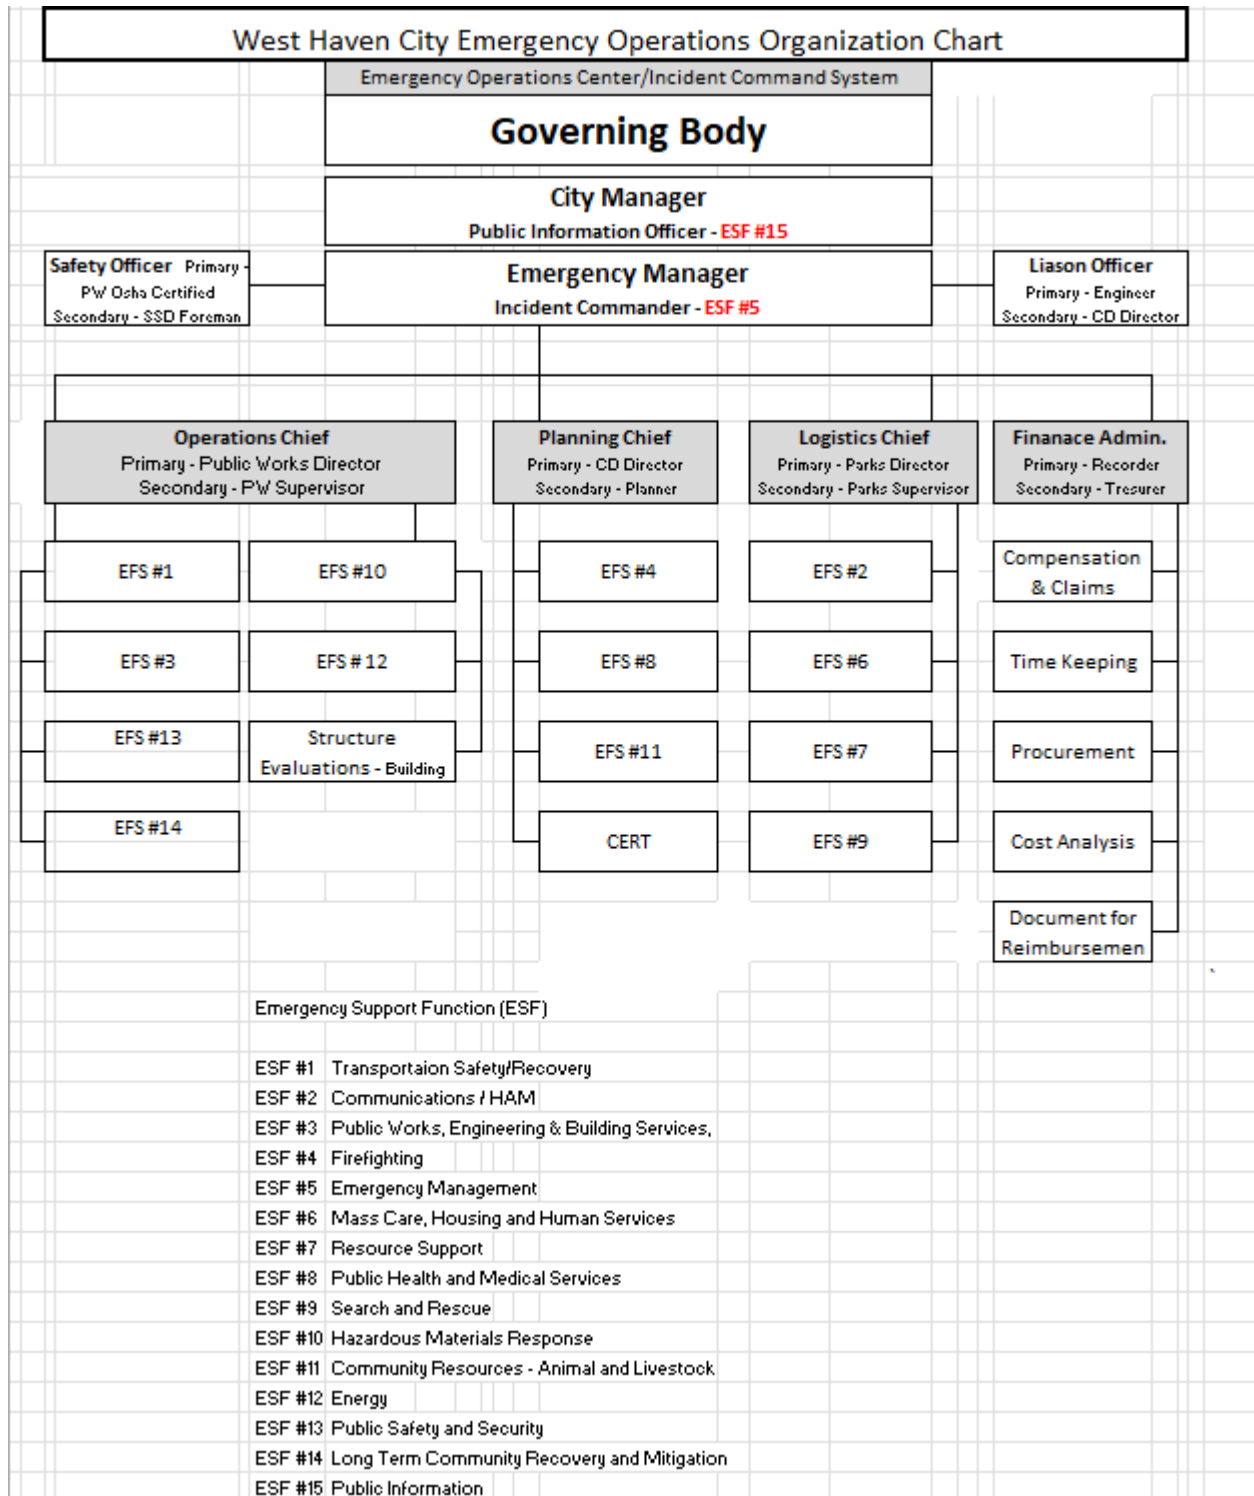 West Haven City Emergency Operations Organization Chart
Emergency Operations Center/Incident Command System
Governing Body
City Manager
Public Information Officer - ESF #15
Safety Officer Primary -
PW Osha Certified
Secondary - SSD Foreman
Emergency Manager
Incident Commander - ESF #5
Liason Officer
Primary - Engineer
Secondary - CD Director
Operations Chief
Primary - Public Works Director
Secondary - PW Supervisor
Planning Chief
Primary - CD Director
Secondary - Planner
Logistics Chief
Primary - Parks Director
Secondary - Parks Supervisor
Finanace Admin.
Primary - Recorder
Secondary - Tresurer
EFS #1
EFS #10
EFS #4
EFS #2
Compensation
& Claims
EFS #3
EFS # 12
EFS #8
EFS #6
Time Keeping
EFS #13
Structure
Evaluations - Building
EFS #11
EFS #7
Procurement
EFS #14
CERT
EFS #9
Cost Analysis
Document for
Reimbursemen
Emergency Support Function (ESF)
ESF #1 Transportaion Safety/Recovery
ESF #2 Communications / HAM
ESF #3 Public Works, Engineering & Building Services,
ESF #4 Firefighting
ESF #5 Emergency Management
ESF #6 Mass Care, Housing and Human Services
ESF #7 Resource Support
ESF #8 Public Health and Medical Services
ESF #9 Search and Rescue
ESF #10 Hazardous Materials Response
ESF #11 Community Resources - Animal and Livestock
ESF #12 Energy
ESF #13 Public Safety and Security
ESF #14 Long Term Community Recovery and Mitigation
ESF #15 Public Information